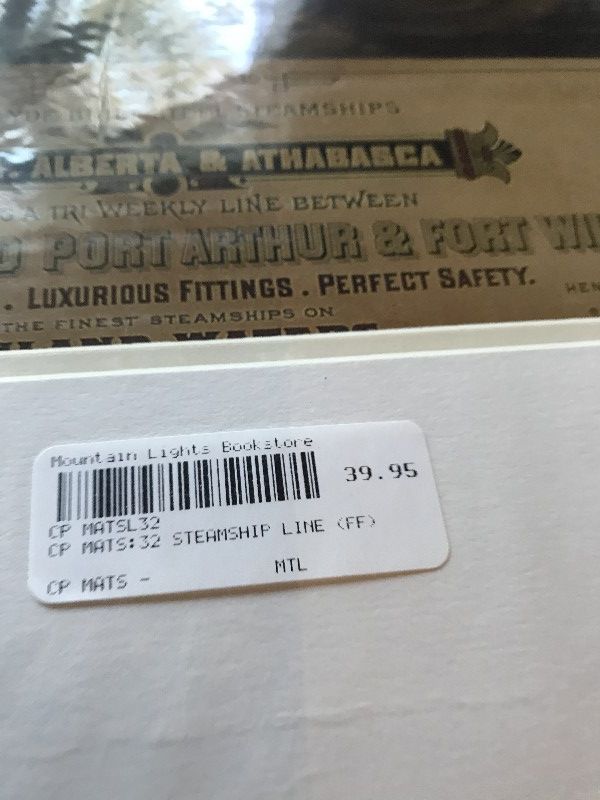 STEAMSHIPS
. ALBERTA & ATHABASCA
A TRI-WEEKLY LINE BETWEEN
PORT ARTHUR & FORT WI
. LUXURIOUS FITTINGS . PERFECT SAFETY.
THE FINEST STEAMSHIPS ON
Mountain Lights Bookstore
39.95
CP MATSL32
CP MATS:32 STEAMSHIP LINE (FF)
MTL
CP MATS -